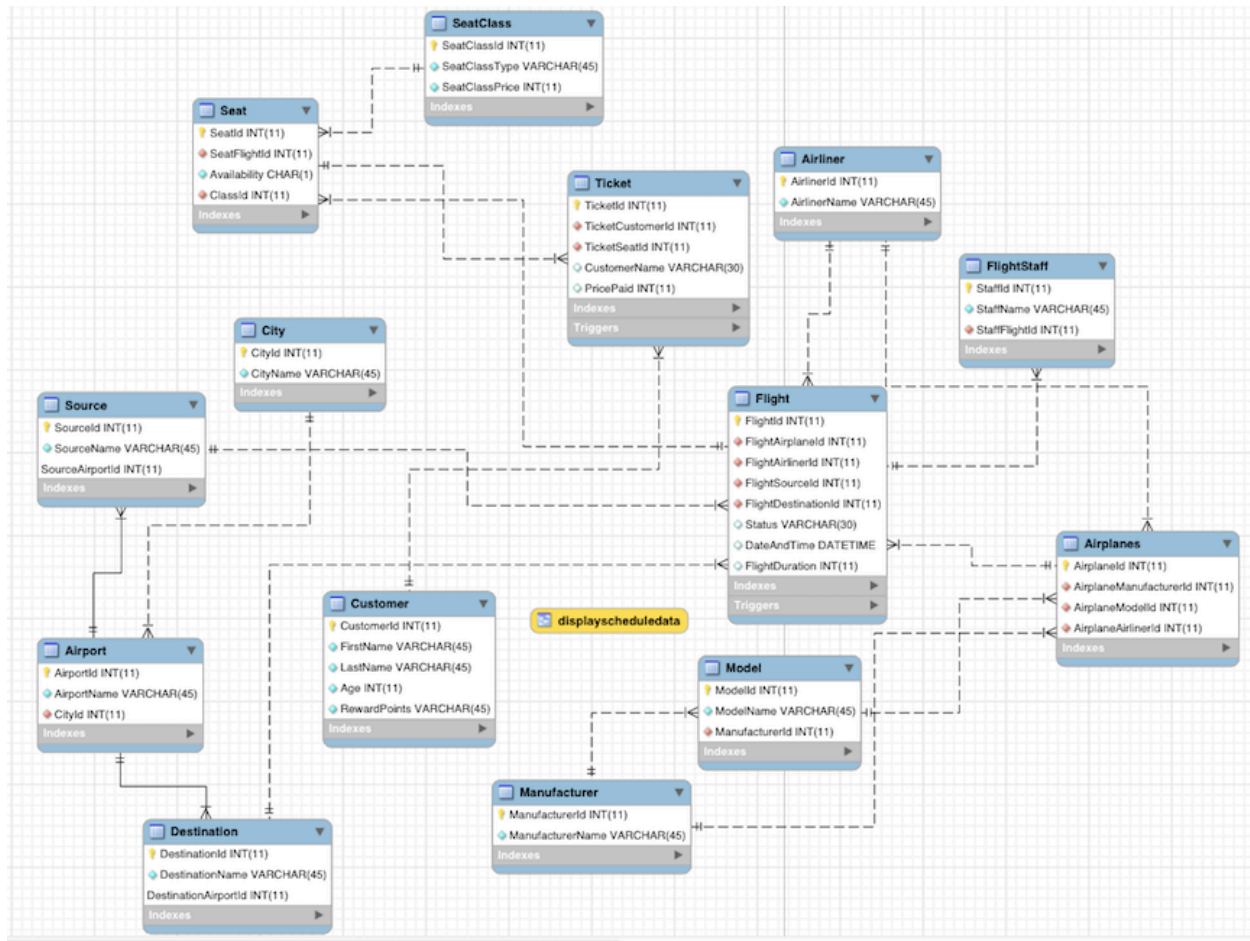 SeatClass
SeatClassId INT(11)
SeatClassType VARCHAR(45)
SeatClassPrice INT(11)
Indexes
Seat
SeatId INT(11)
SeatFlightId INT(11)
Availability CHAR(1)
ClassId INT(11)
Indexes
Ticket
TicketId INT(11)
TicketCustomerId INT(11)
TicketSeatId INT(11)
CustomerName VARCHAR(30)
PricePaid INT(11)
Indexes
Triggers
Airliner
AirlinerId INT(11)
AirlinerName VARCHAR(45)
Indexes
FlightStaff
StaffId INT(11)
StaffName VARCHAR(45)
StaffFlightId INT(11)
Indexes
City
CityId INT(11)
CityName VARCHAR(45)
Indexes
Source
SourceId INT(11)
SourceName VARCHAR(45)
SourceAirportId INT(11)
Indexes
Flight
FlightId INT(11)
FlightAirplaneId INT(11)
FlightAirlinerId INT(11)
FlightSourceId INT(11)
FlightDestinationId INT(11)
Status VARCHAR(30)
DateAndTime DATETIME
FlightDuration INT(11)
Indexes
Triggers
Airplanes
AirplaneId INT(11)
AirplaneManufacturerId INT(11)
AirplaneModelId INT(11)
AirplaneAirlinerId INT(11)
Indexes
Customer
CustomerId INT(11)
FirstName VARCHAR(45)
LastName VARCHAR(45)
Age INT(11)
RewardPoints VARCHAR(45)
Indexes
displayscheduledata
Airport
AirportId INT(11)
AirportName VARCHAR(45)
CityId INT(11)
Indexes
Model
ModelId INT(11)
ModelName VARCHAR(45)
ManufacturerId INT(11)
Indexes
Manufacturer
ManufacturerId INT(11)
ManufacturerName VARCHAR(45)
Indexes
Destination
DestinationId INT(11)
DestinationName VARCHAR(45)
DestinationAirportId INT(11)
Indexes